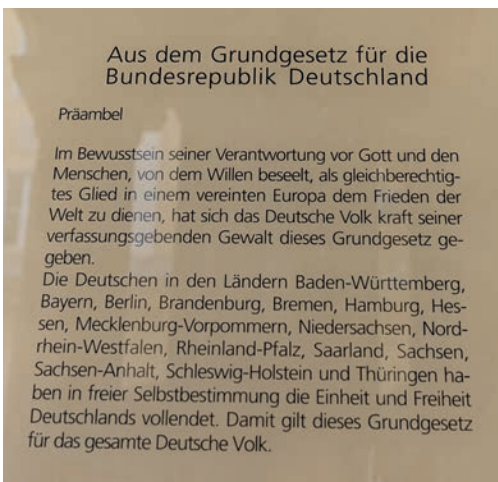 Aus dem Grundgesetz für die
Bundesrepublik Deutschland
Präambel
Im Bewusstsein seiner Verantwortung vor Gott und den
Menschen, von dem Willen beseelt, als gleichberechtig-
tes Glied in einem vereinten Europa dem Frieden der
Welt zu dienen, hat sich das Deutsche Volk kraft seiner
verfassungsgebenden Gewalt dieses Grundgesetz ge-
geben.
Die Deutschen in den Ländern Baden-Württemberg,
Bayern, Berlin, Brandenburg, Bremen, Hamburg, Hes-
sen, Mecklenburg-Vorpommern, Niedersachsen, Nord-
rhein-Westfalen, Rheinland-Pfalz, Saarland, Sachsen,
Sachsen-Anhalt, Schleswig-Holstein und Thüringen ha-
ben in freier Selbstbestimmung die Einheit und Freiheit
Deutschlands vollendet. Damit gilt dieses Grundgesetz
für das gesamte Deutsche Volk.